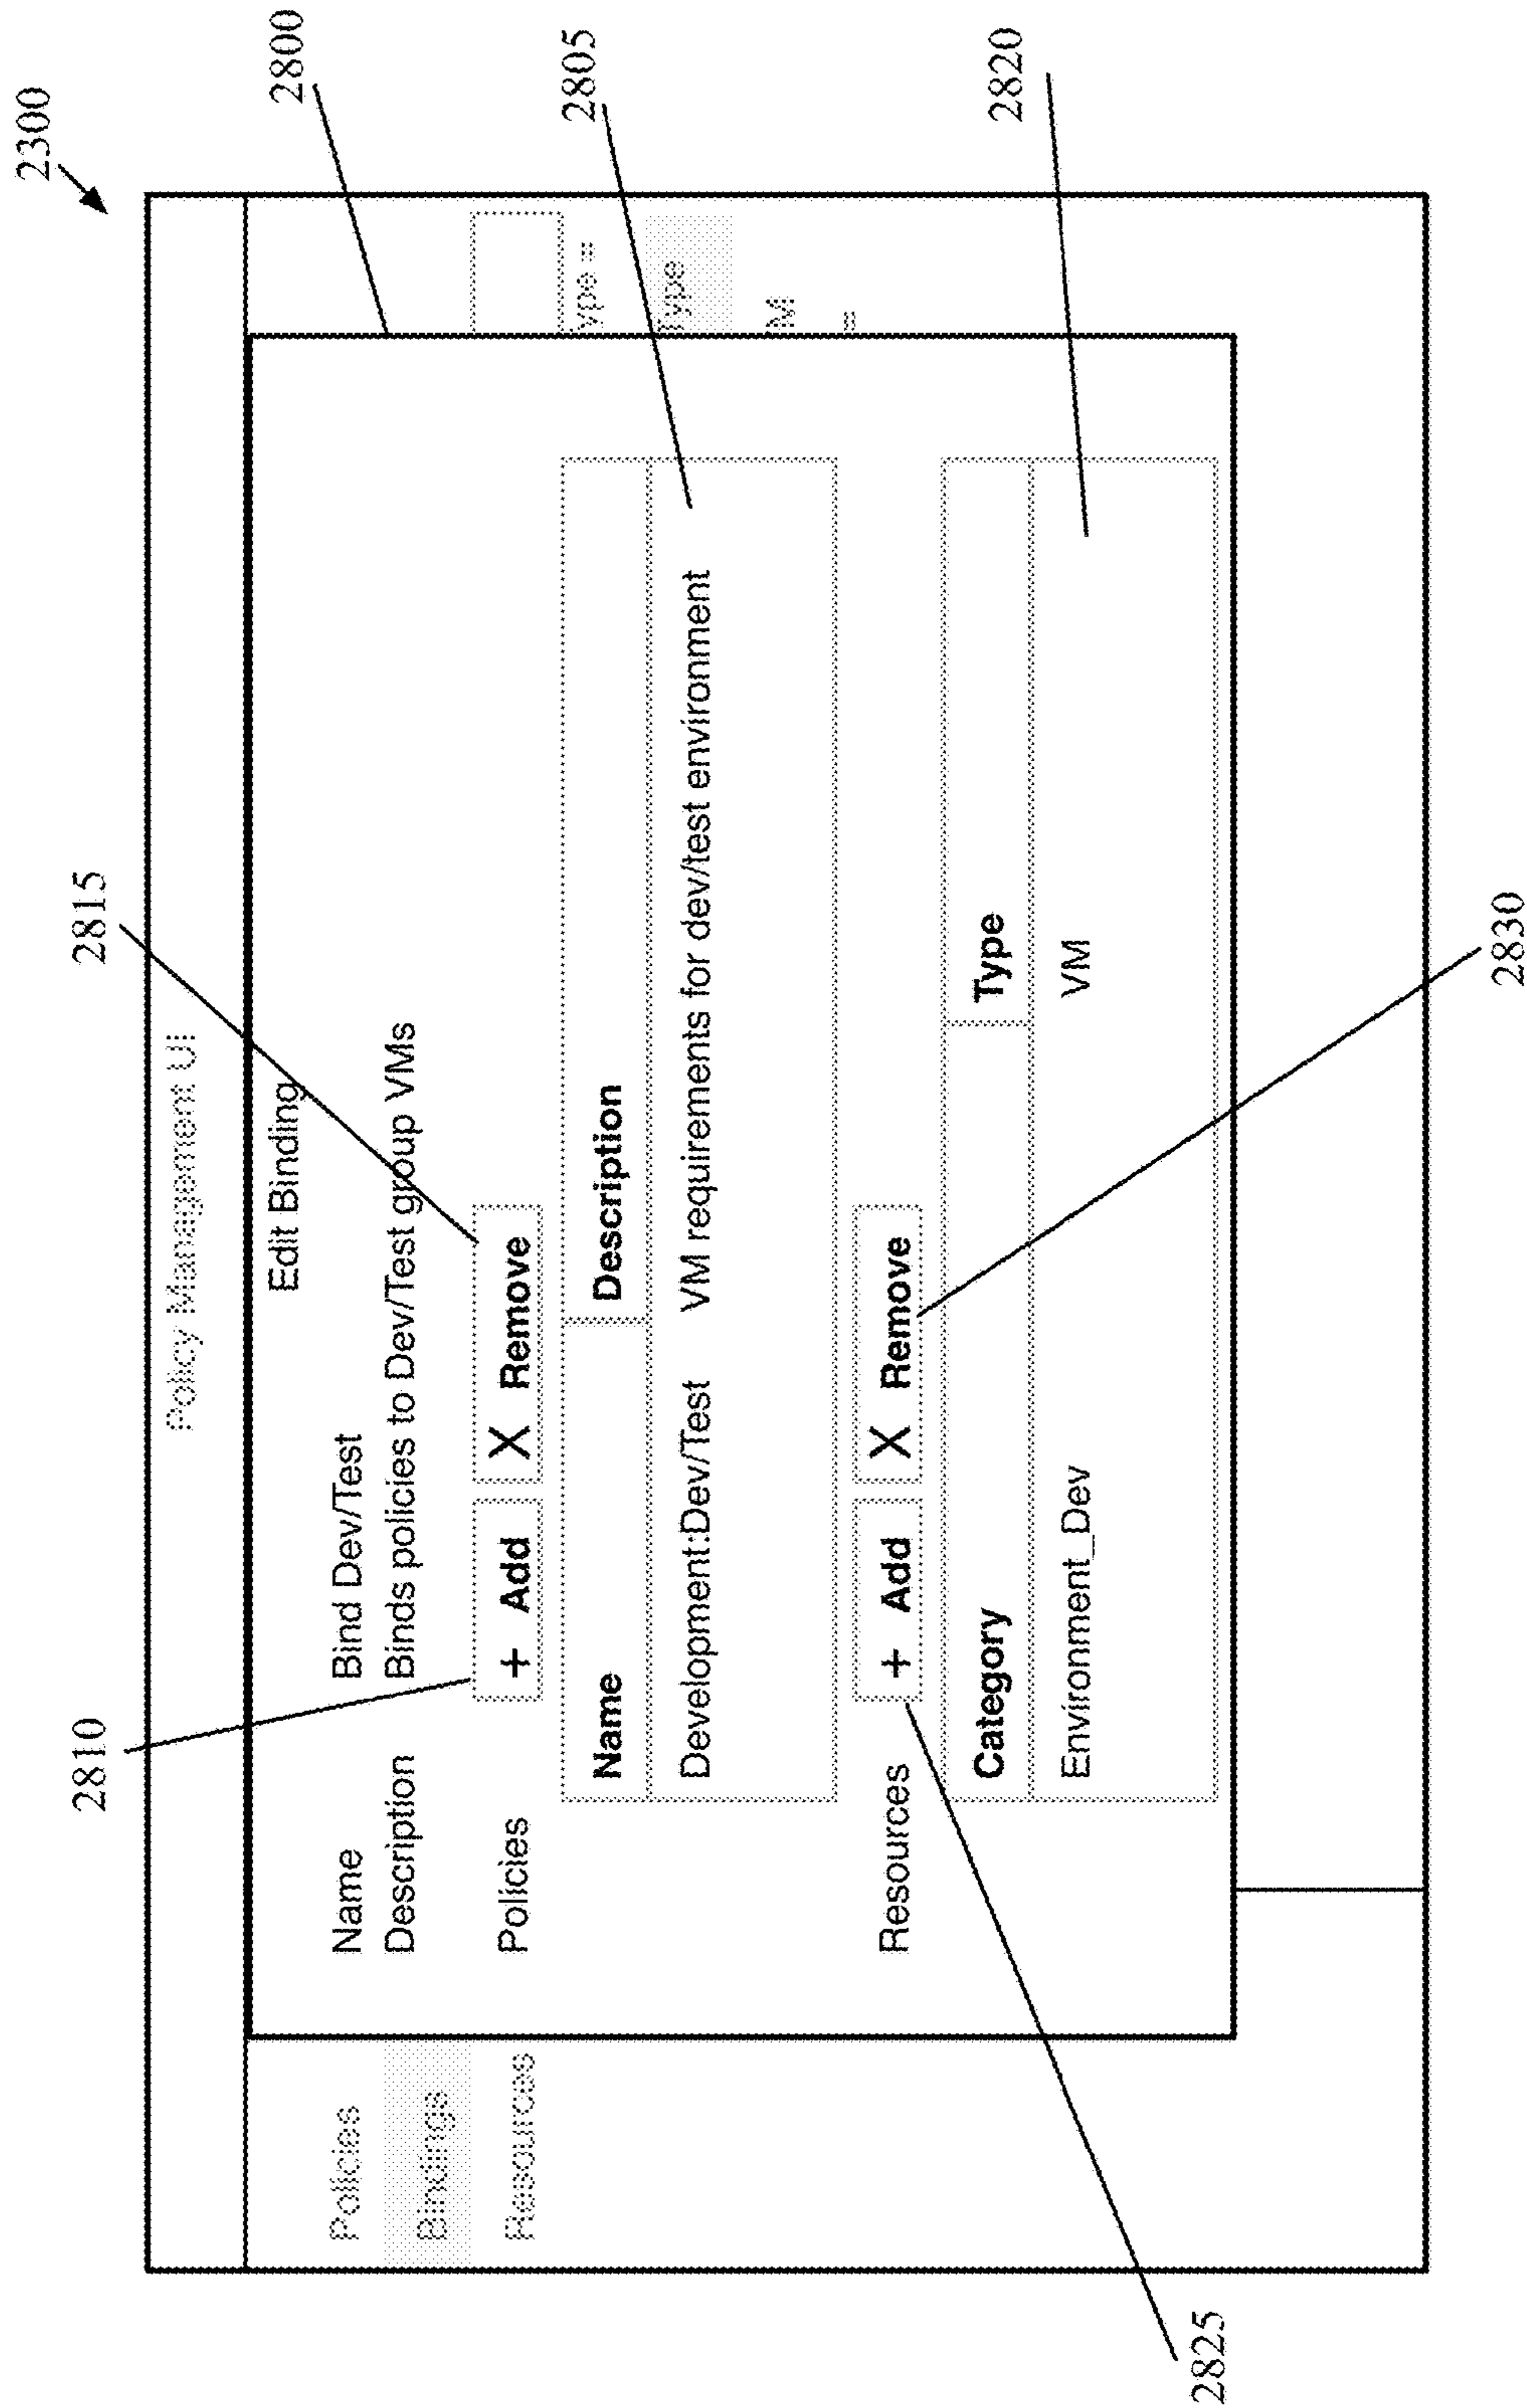 2300
Policy Management UI
2800
Edit Binding
Policies
Bindings
Resources
Name Bind Dev/Test
Description Binds policies to Dev/Test group VMs
2810
2815
Policies + Add X Remove
Name Description
2805
Development:Dev/Test VM requirements for dev/test environment
Type =
Type
M
=
Resources + Add X Remove
Category Type
Environment_Dev VM
2820
2825
2830